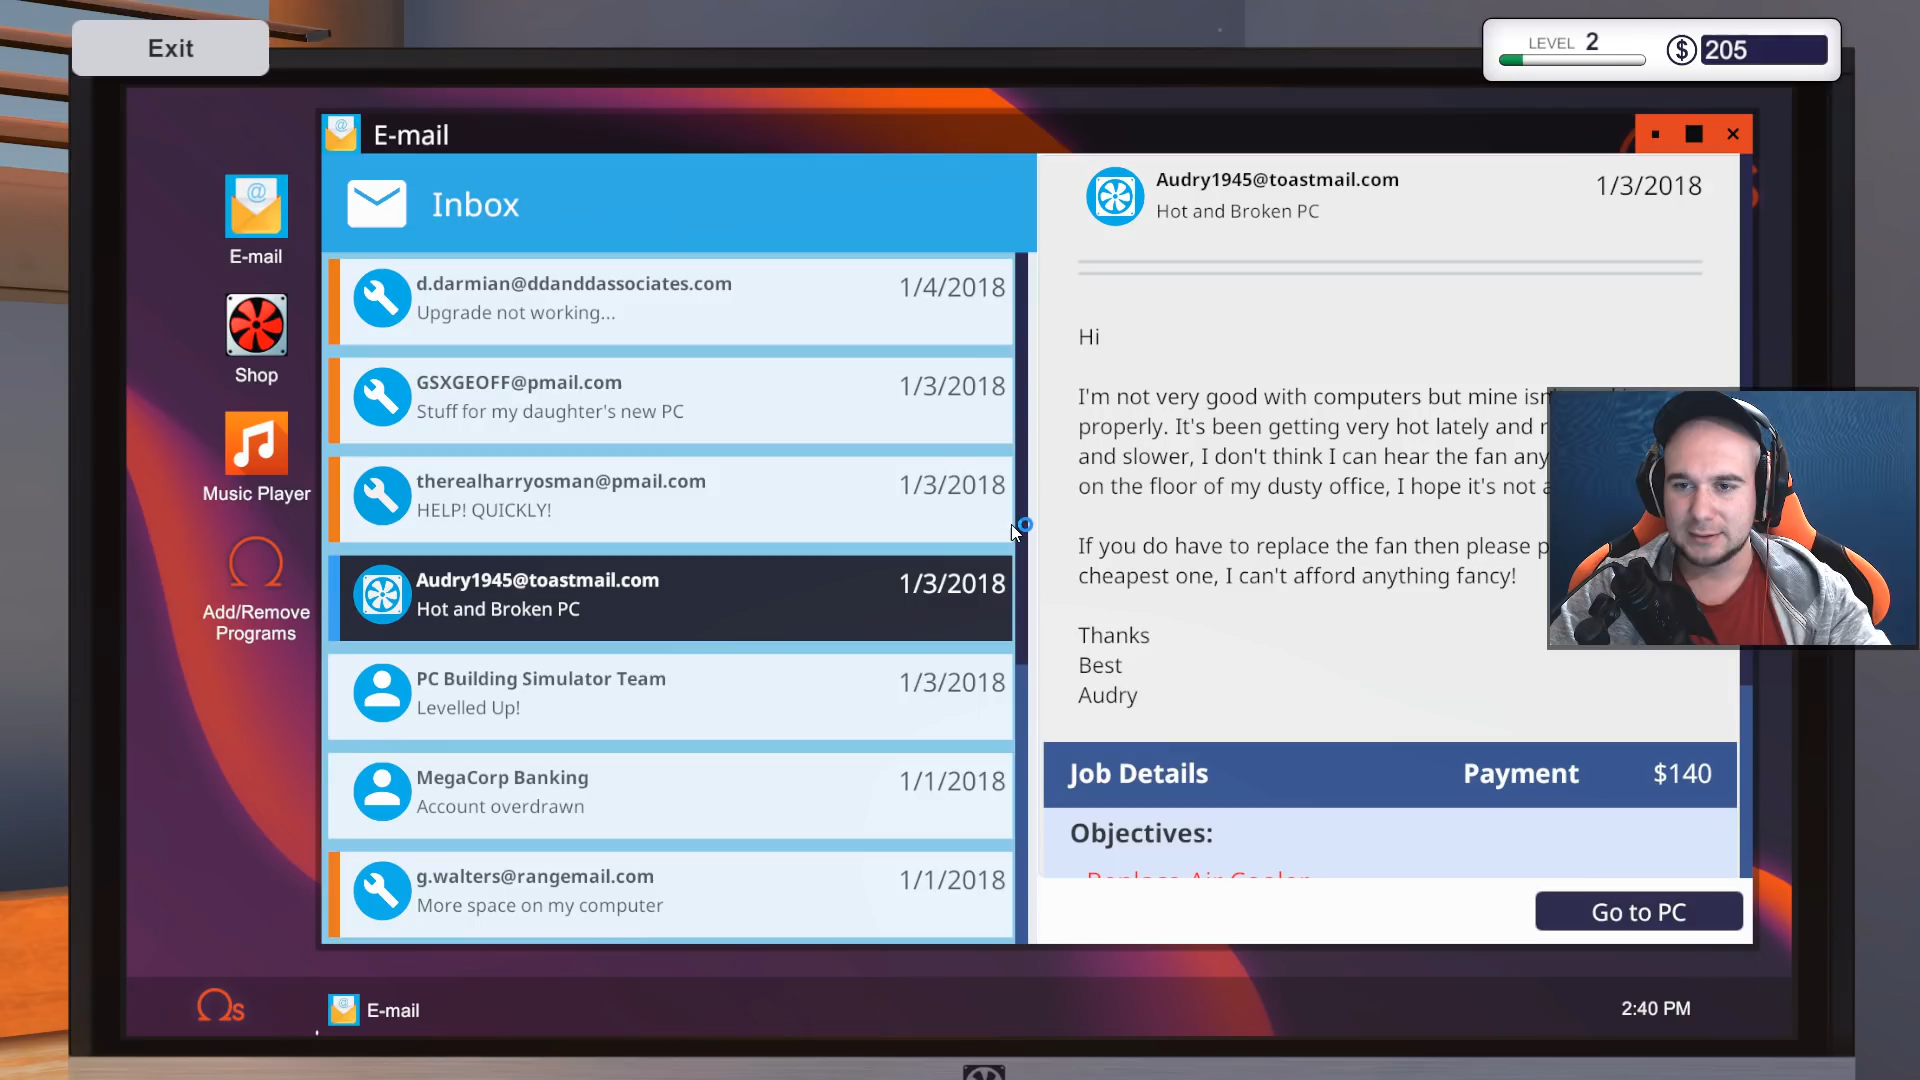 Exit
LEVEL 2
$ 205
E-mail
Inbox
E-mail
Shop
Music Player
Add/Remove
Programs
d.darmian@ddanddassociates.com
1/4/2018
Upgrade not working...
GSXGEOFF@pmail.com
1/3/2018
Stuff for my daughter's new PC
therealharryosman@pmail.com
1/3/2018
HELP! QUICKLY!
Audry1945@toastmail.com
1/3/2018
Hot and Broken PC
PC Building Simulator Team
1/3/2018
Levelled Up!
MegaCorp Banking
1/1/2018
Account overdrawn
g.walters@rangemail.com
1/1/2018
More space on my computer
Audry1945@toastmail.com
1/3/2018
Hot and Broken PC
Hi
I'm not very good with computers but mine
properly. It's been getting very hot lately and
and slower, I don't think I can hear the fan
on the floor of my dusty office, I hope it's not
If you do have to replace the fan then please
cheapest one, I can't afford anything fancy!
Thanks
Best
Audry
Job Details Payment $140
Objectives:
Replace Air Cooler
Go to PC
Ωs
E-mail
2:40 PM